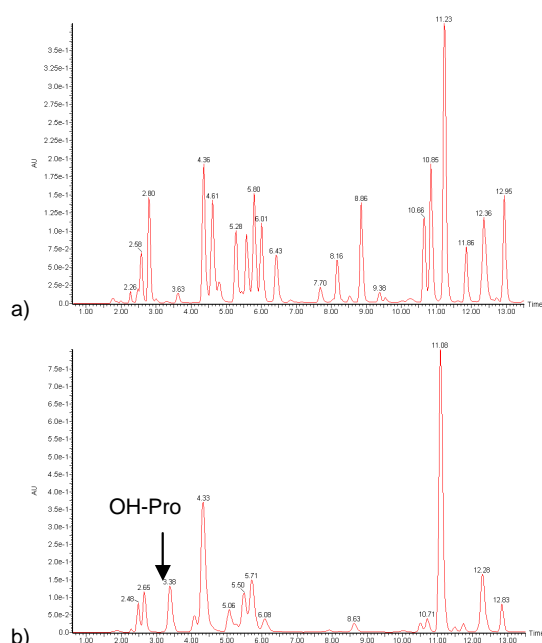 11.23
3.5e-1
3.25e-1
3.0e-1
2.75e-1
2.5e-1
2.25e-1
2.0e-1
1.75e-1
1.5e-1
1.25e-1
1.0e-1
7.5e-2
5.0e-2
2.5e-2
0.0
AU
2.26
2.58
2.80
3.63
4.36
4.61
5.28
5.80
6.01
6.43
7.70
8.16
8.86
9.38
10.66
10.85
11.86
12.36
12.95
1.00 2.00 3.00 4.00 5.00 6.00 7.00 8.00 9.00 10.00 11.00 12.00 13.00 Time
a)
11.08
7.5e-1
7.0e-1
6.5e-1
6.0e-1
5.5e-1
5.0e-1
4.5e-1
4.0e-1
3.5e-1
3.0e-1
2.5e-1
2.0e-1
1.5e-1
1.0e-1
5.0e-2
0.0
AU
OH-Pro
2.48
2.65
3.38
4.33
5.06
5.50
5.71
6.08
8.63
10.71
12.28
12.83
1.00 2.00 3.00 4.00 5.00 6.00 7.00 8.00 9.00 10.00 11.00 12.00 13.00 Time
b)